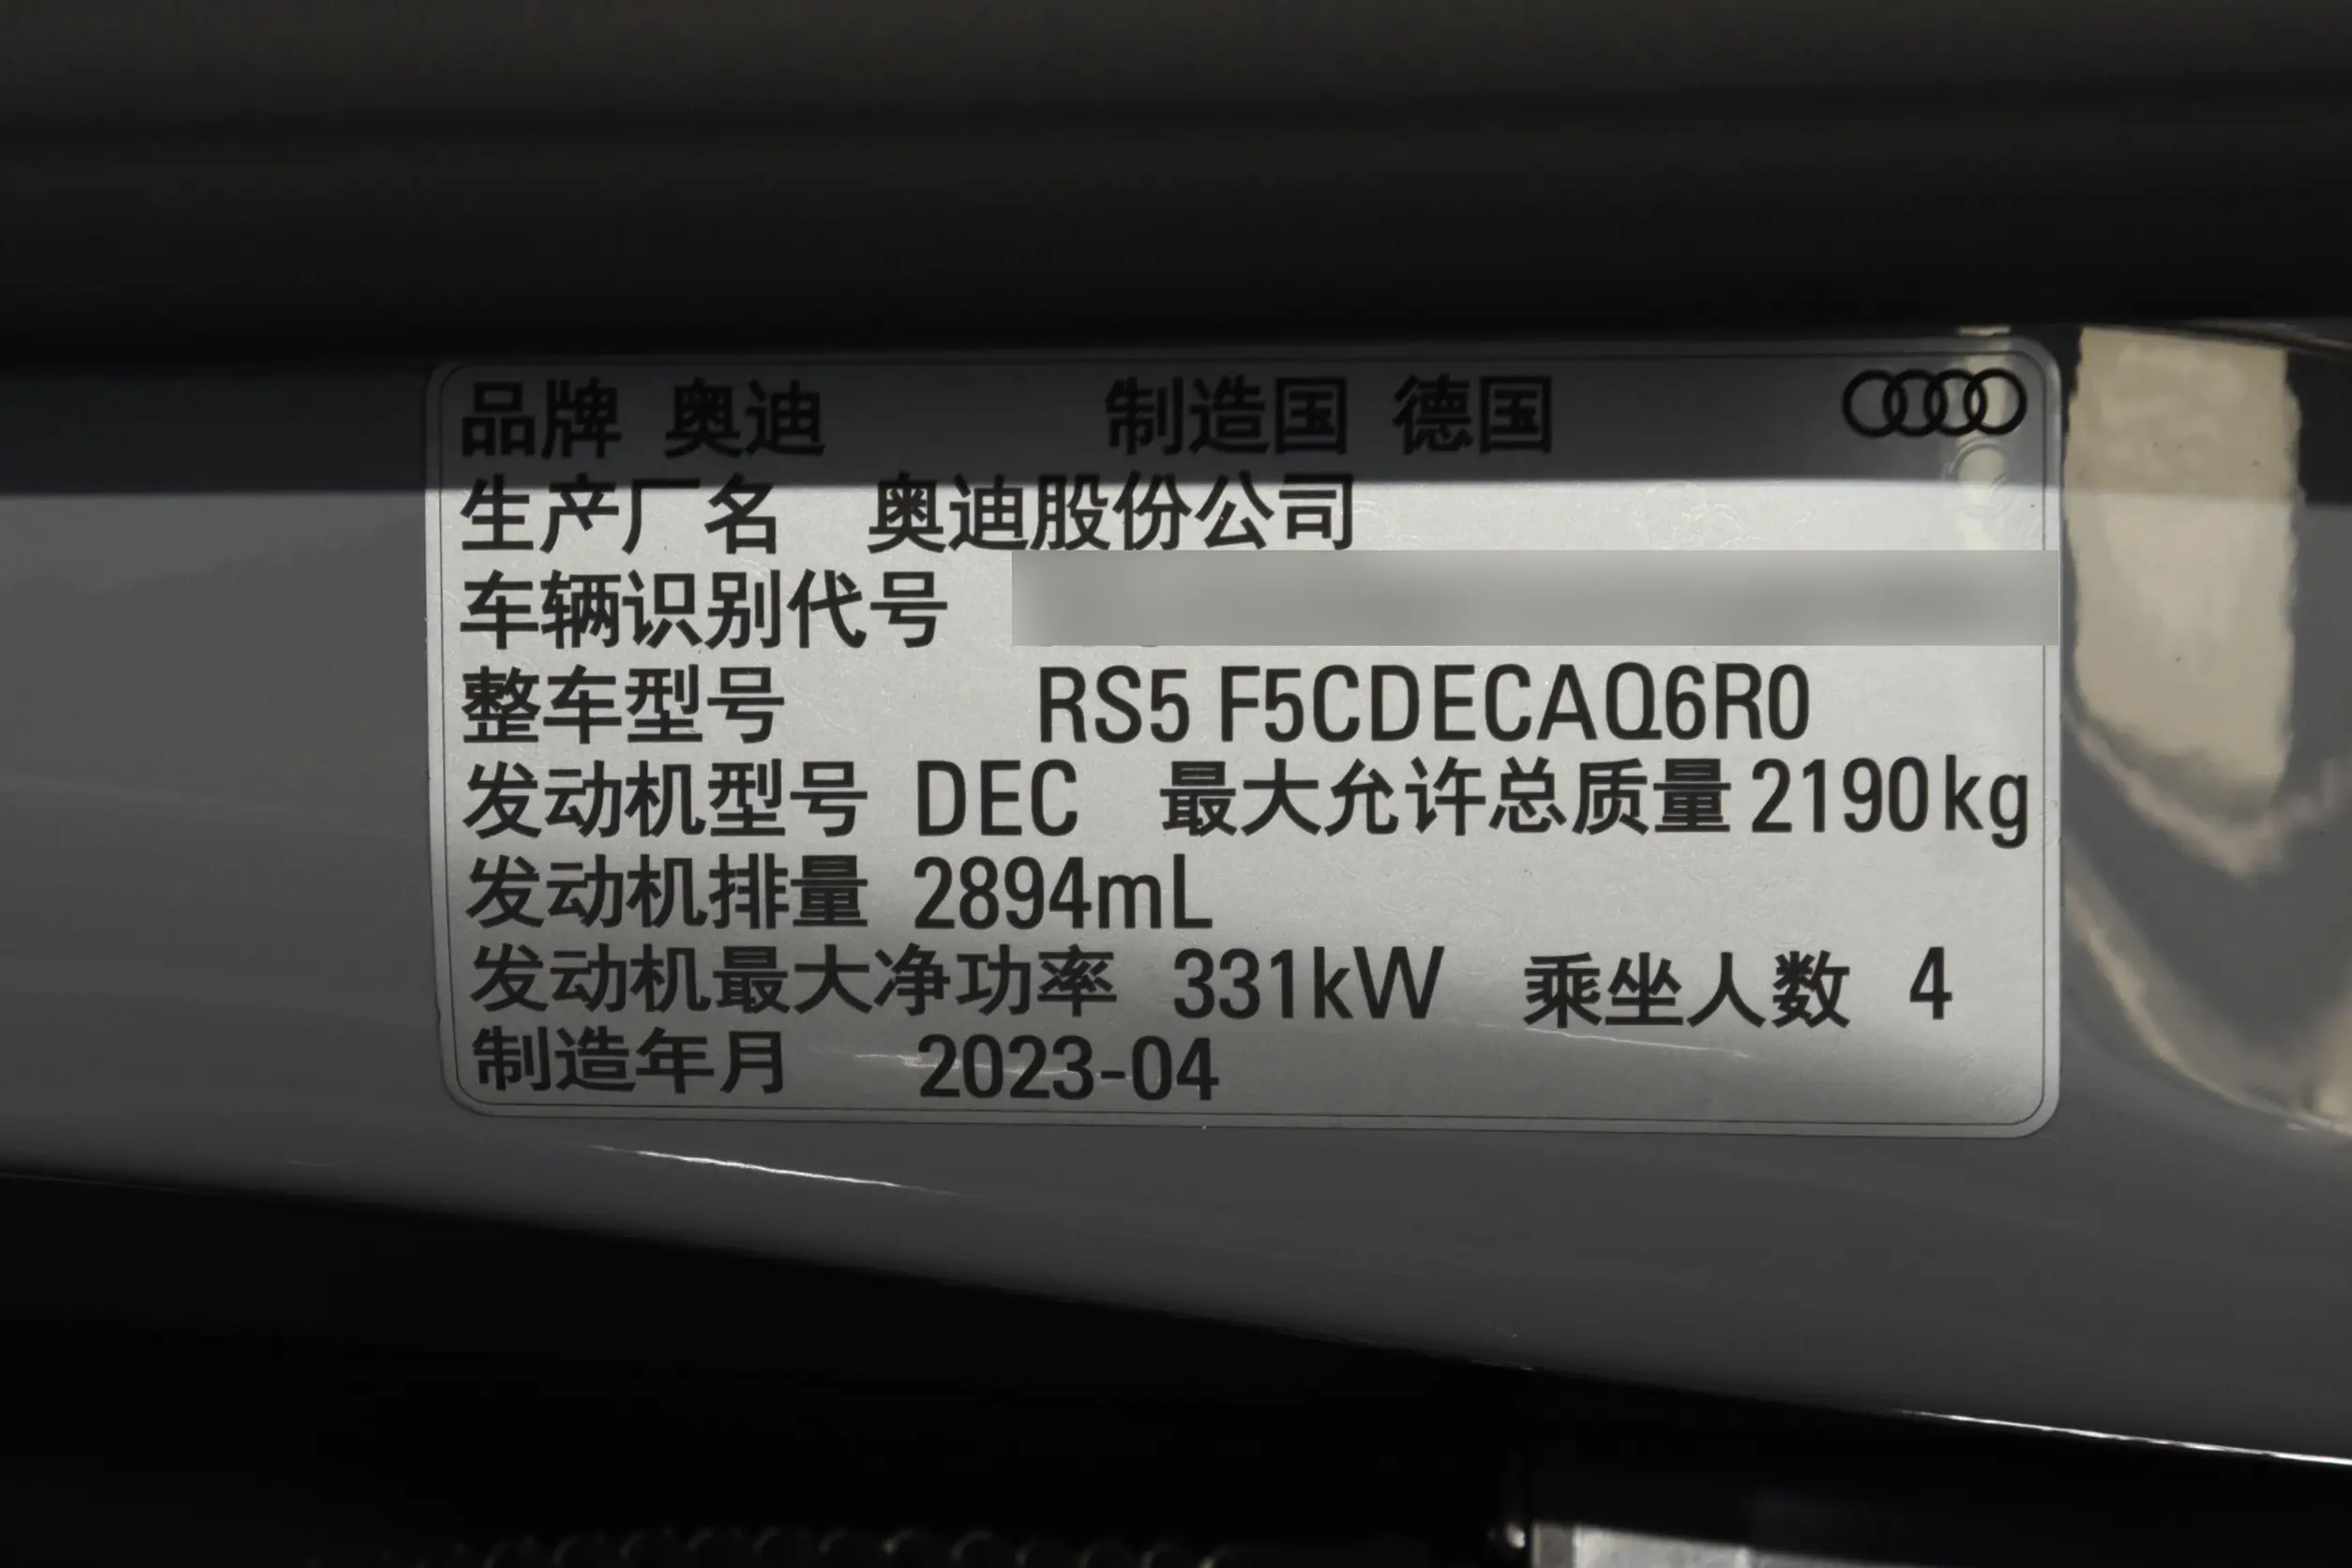 品牌 奥迪 制造国 德国
生产厂名 奥迪股份公司
车辆识别代号
整车型号 RS5 F5CDECAQ6R0
发动机型号 DEC 最大允许总质量 2190kg
发动机排量 2894mL
发动机最大净功率 331kW 乘坐人数 4
制造年月 2023-04